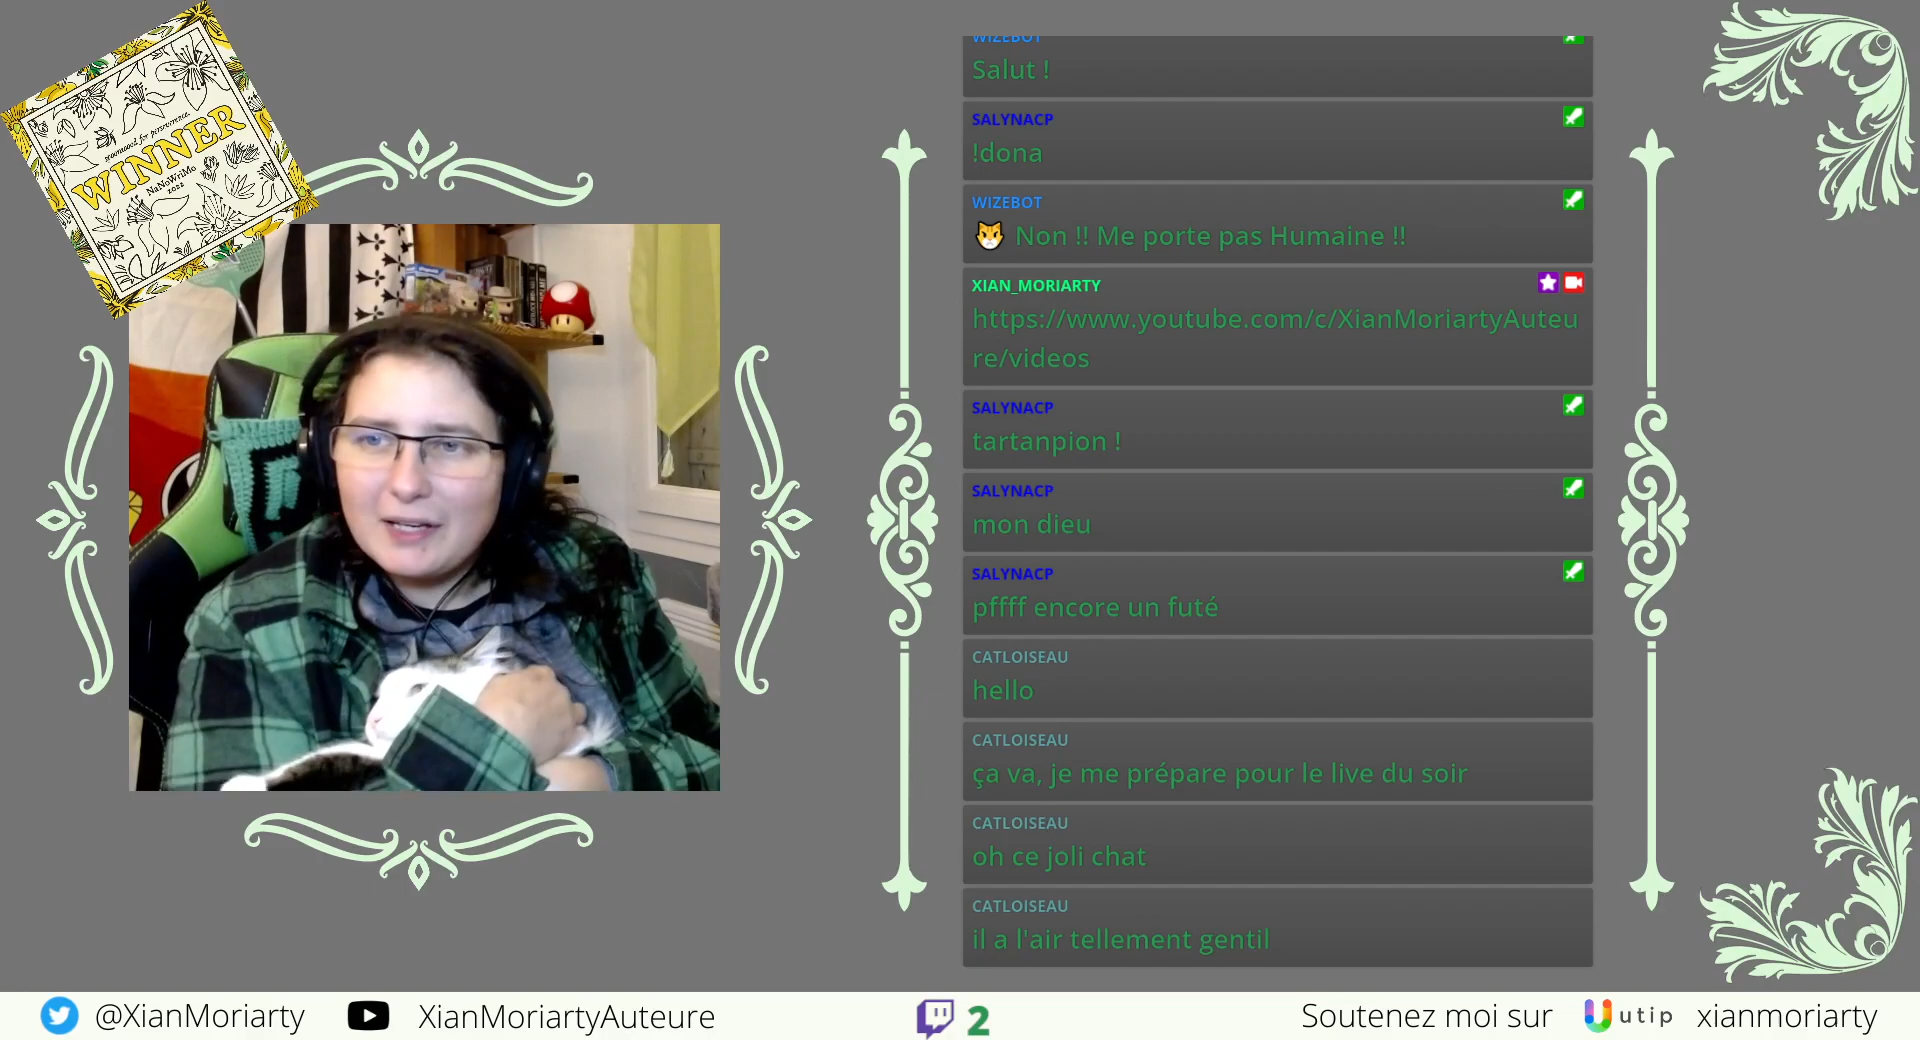 WINNER
NaNoWriMo
2022
WIZEBOT
Salut !
SALYNACP
!dona
WIZEBOT
Non !! Me porte pas Humaine !!
XIAN_MORIARTY
https://www.youtube.com/c/XianMoriartyAuteu
re/videos
SALYNACP
tartanpion !
SALYNACP
mon dieu
SALYNACP
pffff encore un futé
CATLOISEAU
hello
CATLOISEAU
ça va, je me prépare pour le live du soir
CATLOISEAU
oh ce joli chat
CATLOISEAU
il a l'air tellement gentil
@XianMoriarty
XianMoriartyAuteure
2
Soutenez moi sur
utip
xianmoriarty